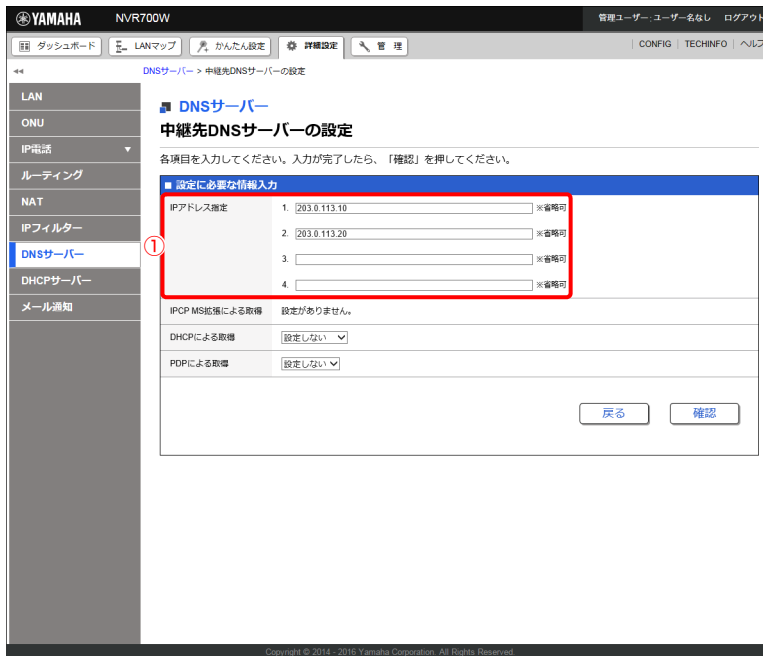 YAMAHA NVR700W 管理ユーザー:ユーザー名なし ログアウト
ダッシュボード LANマップ かんたん設定 詳細設定 管 理 CONFIG TECHINFO ヘルプ
DNSサーバー > 中継先DNSサーバーの設定
LAN
ONU
IP電話
ルーティング
NAT
IPフィルター
DNSサーバー
DHCPサーバー
メール通知
DNSサーバー
中継先DNSサーバーの設定
各項目を入力してください。入力が完了したら、「確認」を押してください。
■ 設定に必要な情報入力
①
IPアドレス指定 1. 203.0.113.10 ※省略可
2. 203.0.113.20 ※省略可
3. ※省略可
4. ※省略可
IPCP MS拡張による取得 設定がありません。
DHCPによる取得 設定しない
PDPによる取得 設定しない
戻る 確認
Copyright © 2014 - 2016 Yamaha Corporation. All Rights Reserved.